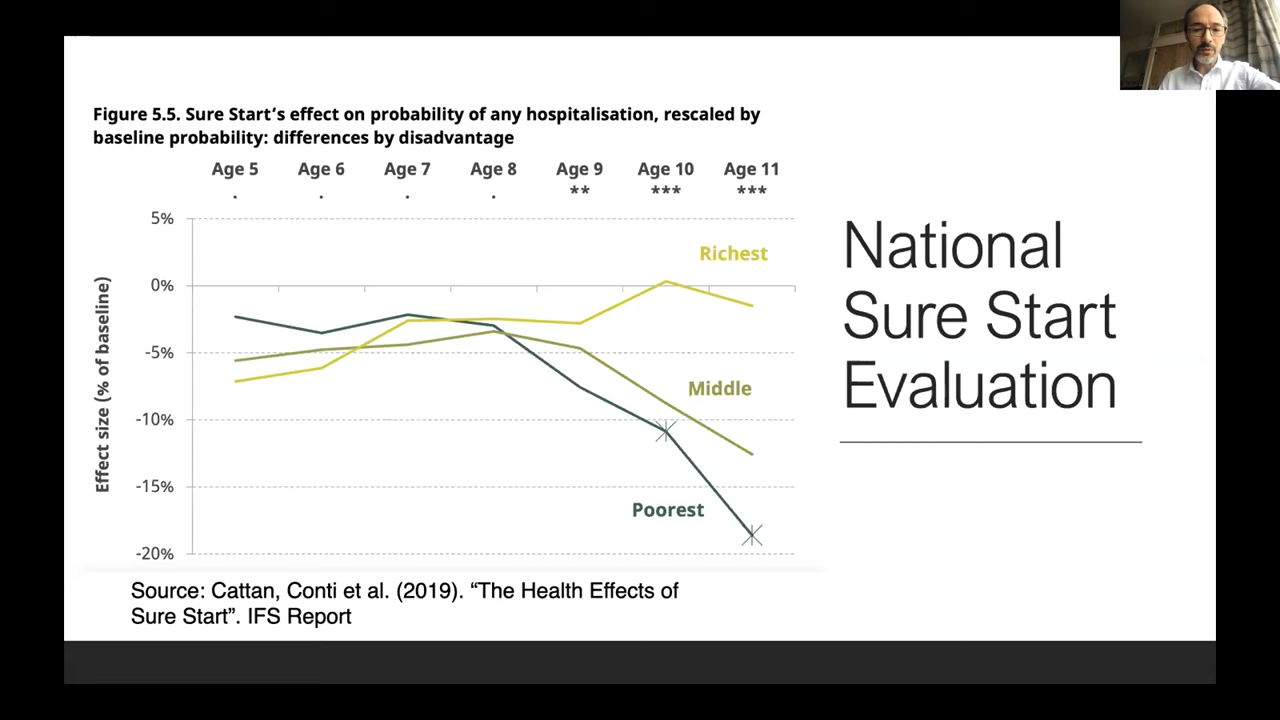 Figure 5.5. Sure Start's effect on probability of any hospitalisation, rescaled by
baseline probability: differences by disadvantage
Age 5 Age 6 Age 7 Age 8 Age 9 Age 10 Age 11
. . . . ** *** ***
5%
0%
-5%
-10%
-15%
-20%
Effect size (% of baseline)
Richest
Middle
Poorest
National
Sure Start
Evaluation
Source: Cattan, Conti et al. (2019). “The Health Effects of
Sure Start”. IFS Report